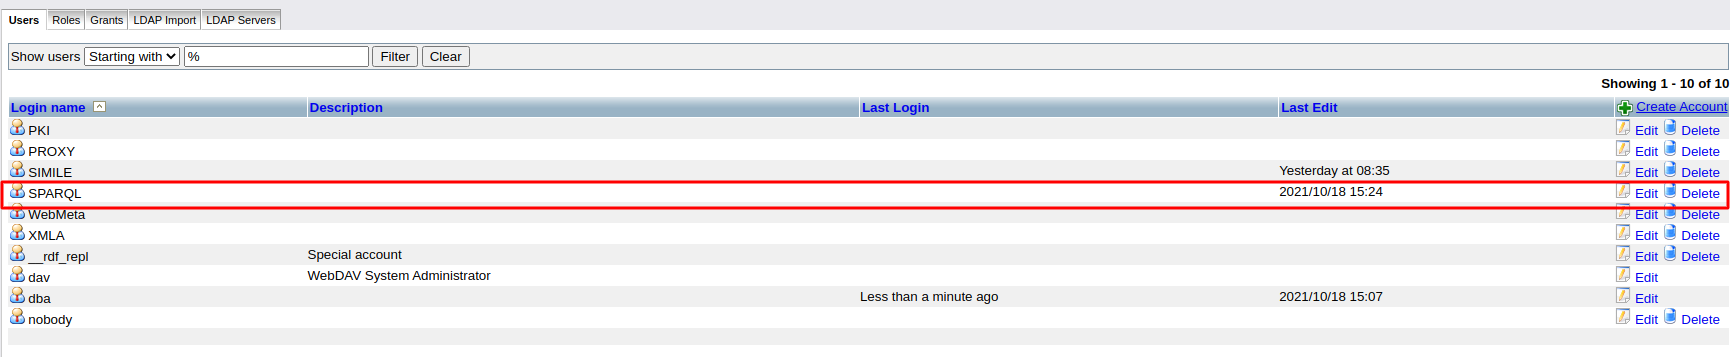 Users Roles Grants LDAP Import LDAP Servers
Show users Starting with % Filter Clear
Showing 1 - 10 of 10
Login name Description Last Login Last Edit Create Account
PKI Edit Delete
PROXY Edit Delete
SIMILE Yesterday at 08:35 Edit Delete
SPARQL 2021/10/18 15:24 Edit Delete
WebMeta Edit Delete
XMLA Edit Delete
__rdf_repl Special account Edit Delete
dav WebDAV System Administrator Edit
dba Less than a minute ago 2021/10/18 15:07 Edit
nobody Edit Delete